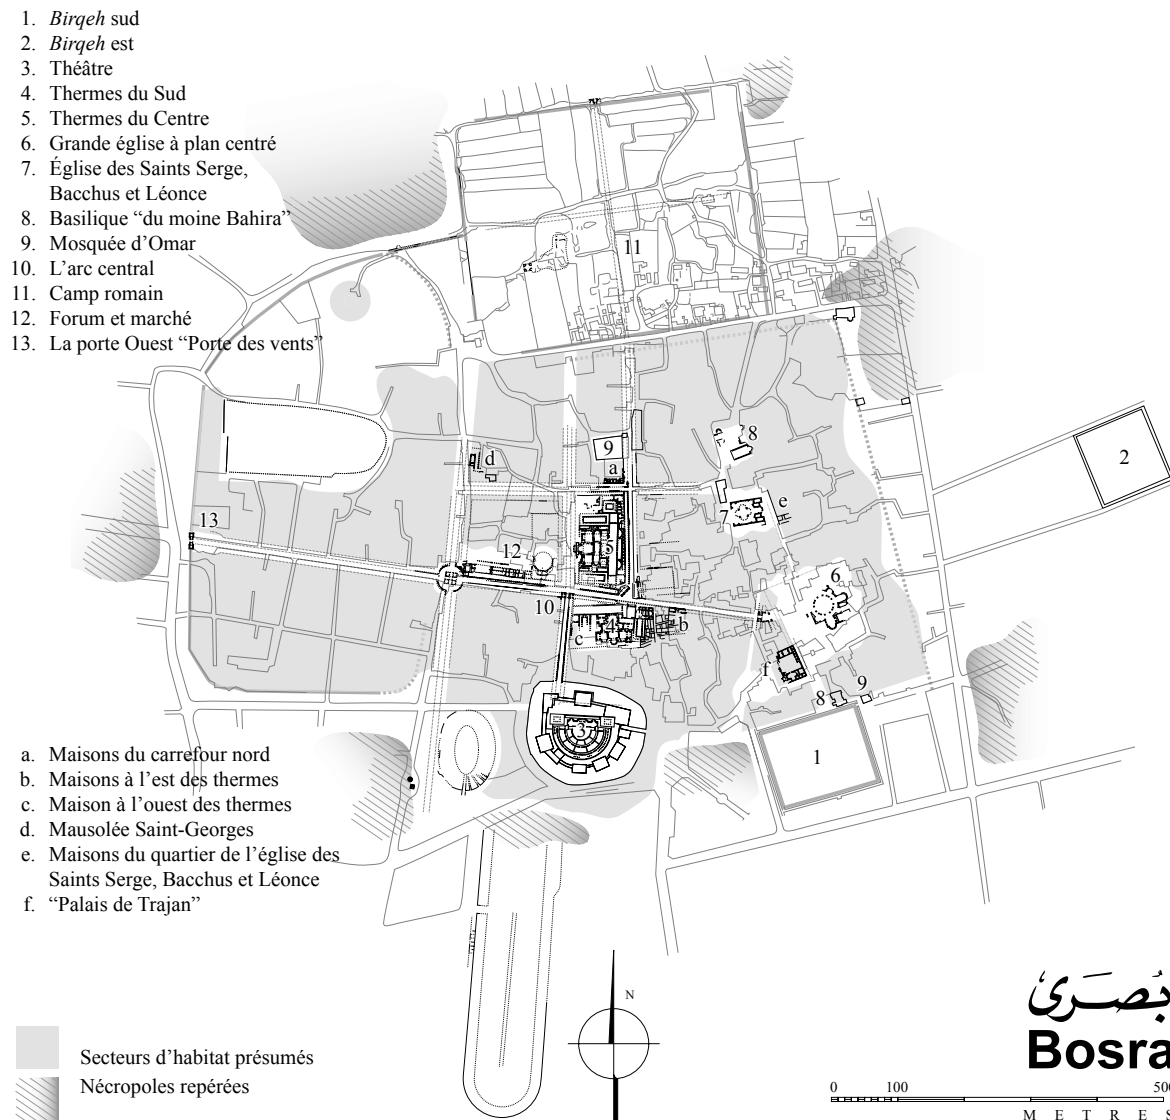 1. Birqeh sud
2. Birqeh est
3. Théâtre
4. Thermes du Sud
5. Thermes du Centre
6. Grande église à plan centré
7. Église des Saints Serge,
Bacchus et Léonce
8. Basilique “du moine Bahira”
9. Mosquée d’Omar
10. L’arc central
11. Camp romain
12. Forum et marché
13. La porte Ouest “Porte des vents”
11
8
9
a
d
2
7
e
13
5
12
6
10
4
b
c
f
8
9
3
1
a. Maisons du carrefour nord
b. Maisons à l’est des thermes
c. Maison à l’ouest des thermes
d. Mausolée Saint-Georges
e. Maisons du quartier de l’église des
Saints Serge, Bacchus et Léonce
f. “Palais de Trajan”
N
بُصـرَى
Bosra
Secteurs d’habitat présumés
Nécropoles repérées
0 100 500
M E T R E S